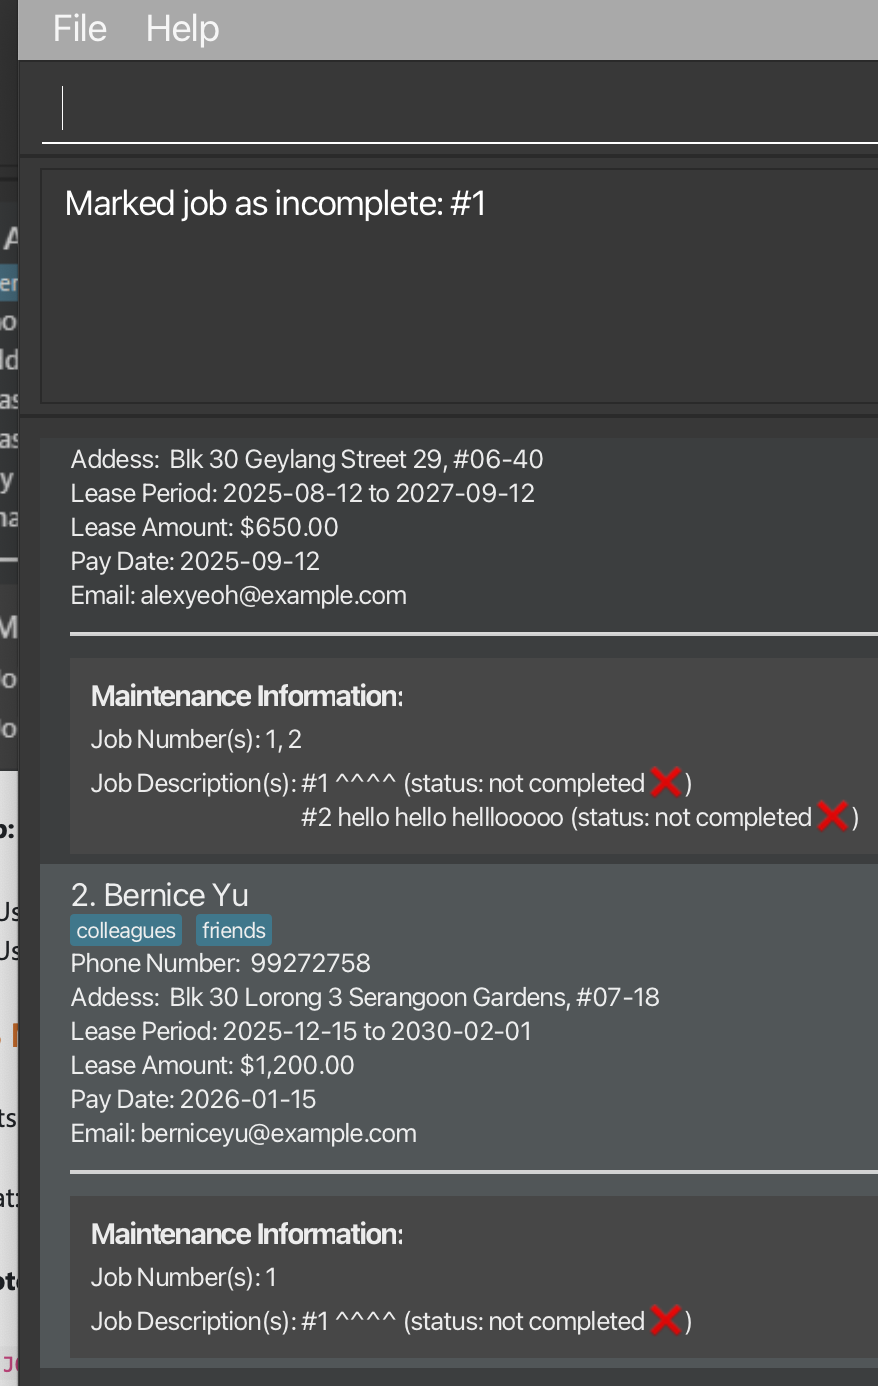 File Help
Marked job as incomplete: #1
Addess: Blk 30 Geylang Street 29, #06-40
Lease Period: 2025-08-12 to 2027-09-12
Lease Amount: $650.00
Pay Date: 2025-09-12
Email: alexyeoh@example.com
Maintenance Information:
Job Number(s): 1, 2
Job Description(s): #1 ^^^^ (status: not completed ❌)
#2 hello hello hellloooo (status: not completed ❌)
2. Bernice Yu
colleagues friends
Phone Number: 99272758
Addess: Blk 30 Lorong 3 Serangoon Gardens, #07-18
Lease Period: 2025-12-15 to 2030-02-01
Lease Amount: $1,200.00
Pay Date: 2026-01-15
Email: berniceyu@example.com
Maintenance Information:
Job Number(s): 1
Job Description(s): #1 ^^^^ (status: not completed ❌)